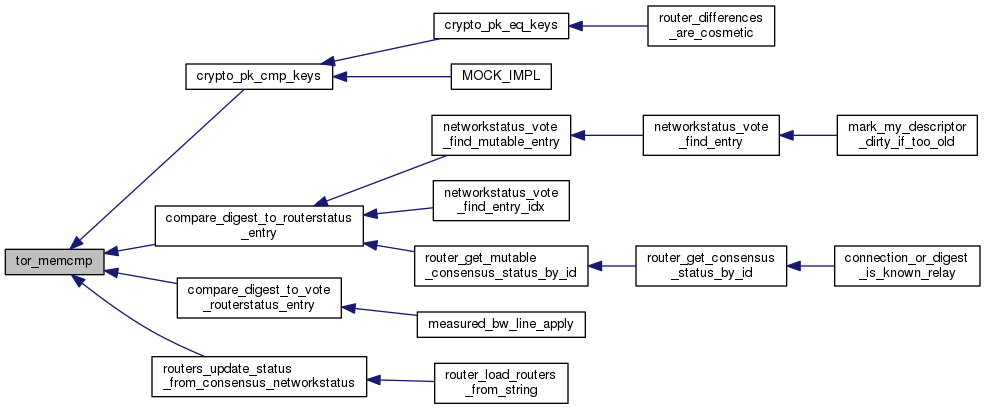 router_differences
_are_cosmetic
crypto_pk_eq_keys
crypto_pk_cmp_keys
MOCK_IMPL
networkstatus_vote
_find_mutable_entry
networkstatus_vote
_find_entry
mark_my_descriptor
_dirty_if_too_old
networkstatus_vote
_find_entry_idx
compare_digest_to_routerstatus
_entry
tor_memcmp
router_get_mutable
_consensus_status_by_id
router_get_consensus
_status_by_id
connection_or_digest
_is_known_relay
compare_digest_to_vote
_routerstatus_entry
measured_bw_line_apply
routers_update_status
_from_consensus_networkstatus
router_load_routers
_from_string